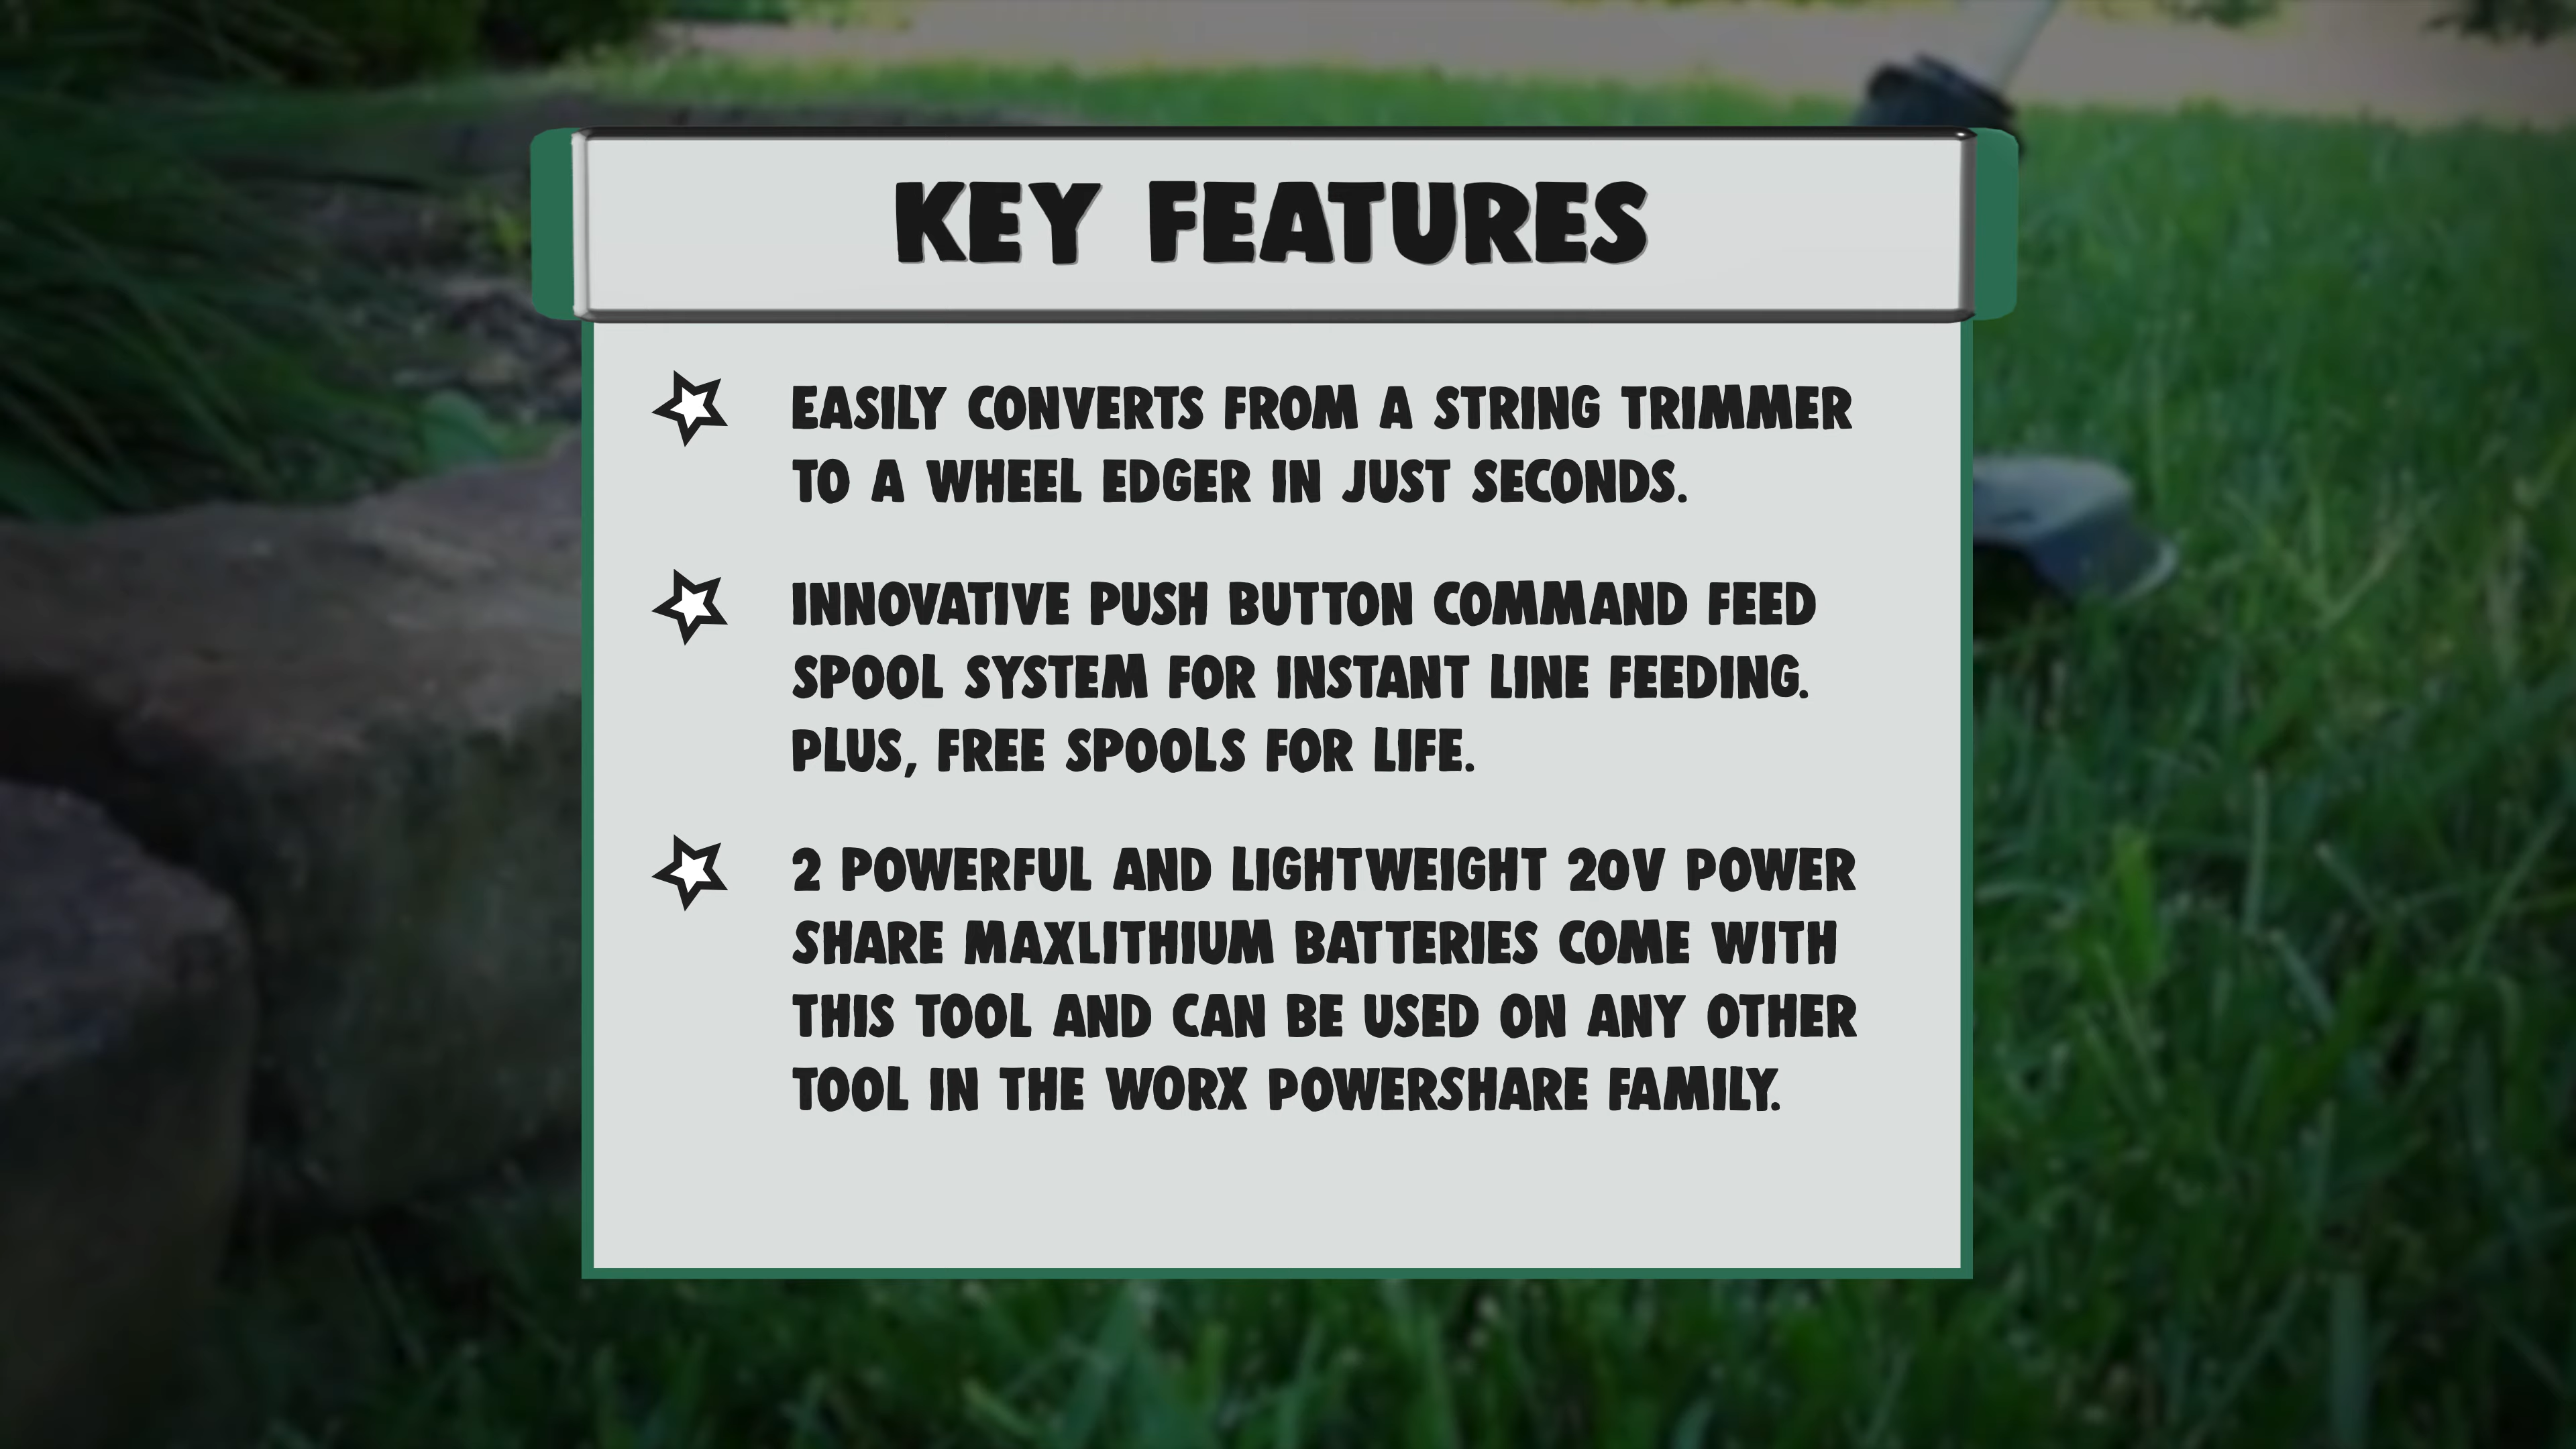 KEY FEATURES
EASILY CONVERTS FROM A STRING TRIMMER
TO A WHEEL EDGER IN JUST SECONDS.
INNOVATIVE PUSH BUTTON COMMAND FEED
SPOOL SYSTEM FOR INSTANT LINE FEEDING.
PLUS, FREE SPOOLS FOR LIFE.
2 POWERFUL AND LIGHTWEIGHT 20V POWER
SHARE MAXLITHIUM BATTERIES COME WITH
THIS TOOL AND CAN BE USED ON ANY OTHER
TOOL IN THE WORX POWERSHARE FAMILY.